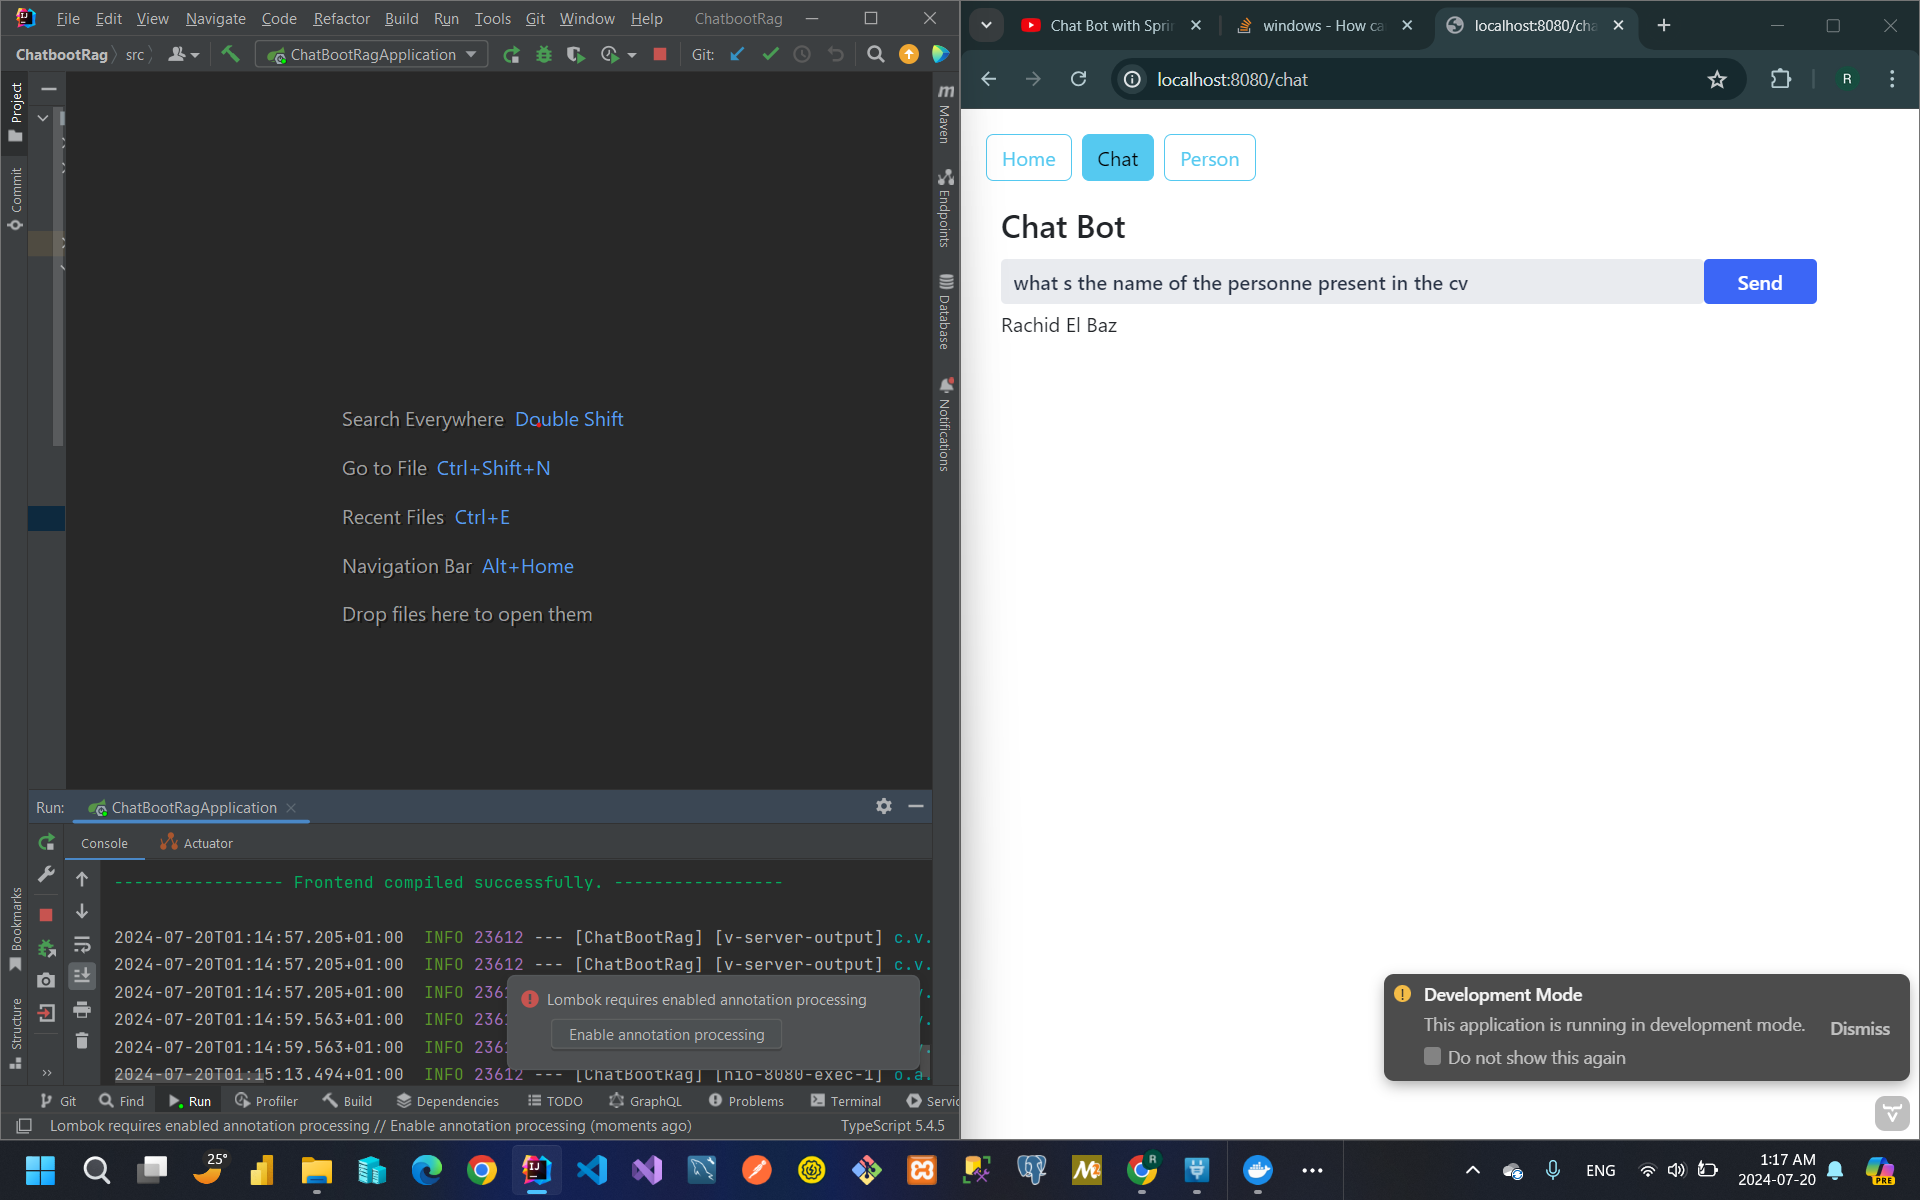 File Edit View Navigate Code Refactor Build Run Tools Git Window Help ChatbootRag
ChatbootRag src ChatBootRagApplication Git:
Project
Commit
Bookmarks
Structure
Search Everywhere Double Shift
Go to File Ctrl+Shift+N
Recent Files Ctrl+E
Navigation Bar Alt+Home
Drop files here to open them
Maven
Endpoints
Database
Notifications
Run: ChatBootRagApplication
Console Actuator
----------------- Frontend compiled successfully. -----------------
2024-07-20T01:14:57.205+01:00 INFO 23612 --- [ChatBootRag] [v-server-output] c.v.
2024-07-20T01:14:57.205+01:00 INFO 23612 --- [ChatBootRag] [v-server-output] c.v.
2024-07-20T01:14:57.205+01:00 INFO
2024-07-20T01:14:59.563+01:00 INFO
2024-07-20T01:14:59.563+01:00 INFO
2024-07-20T01:15:13.494+01:00 INFO 23612 --- [ChatBootRag] [nio-8080-exec-1] o.a.
Lombok requires enabled annotation processing
Enable annotation processing
Git Find Run Profiler Build Dependencies TODO GraphQL Problems Terminal Servic
Lombok requires enabled annotation processing // Enable annotation processing (moments ago) TypeScript 5.4.5
Chat Bot with Sprin windows - How ca localhost:8080/cha
localhost:8080/chat
R
Home Chat Person
Chat Bot
what s the name of the personne present in the cv Send
Rachid El Baz
Development Mode
This application is running in development mode.
Dismiss
Do not show this again
25°
ENG
1:17 AM
2024-07-20
PRE